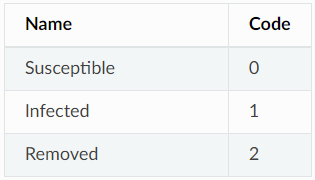 Name Code
Susceptible 0
Infected 1
Removed 2